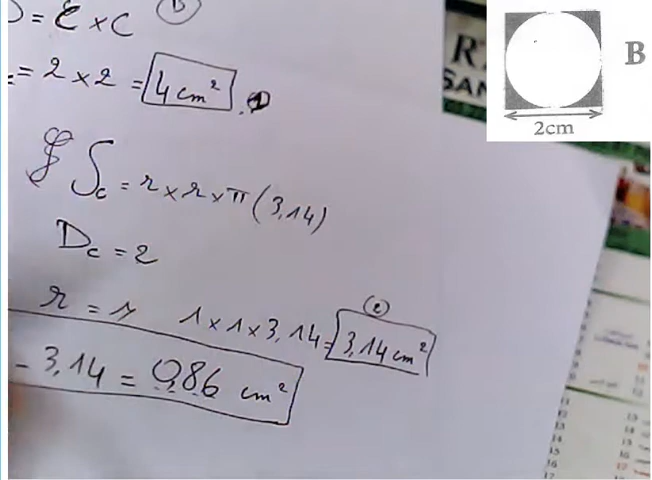 = C × C
= 2 × 2 = 4 cm²
S_c = r × r × π (3,14)
D_c = 2
r = 1 1 × 1 × 3,14 = 3,14 cm²
(2)
- 3,14 = 0,86 cm²
B
2cm